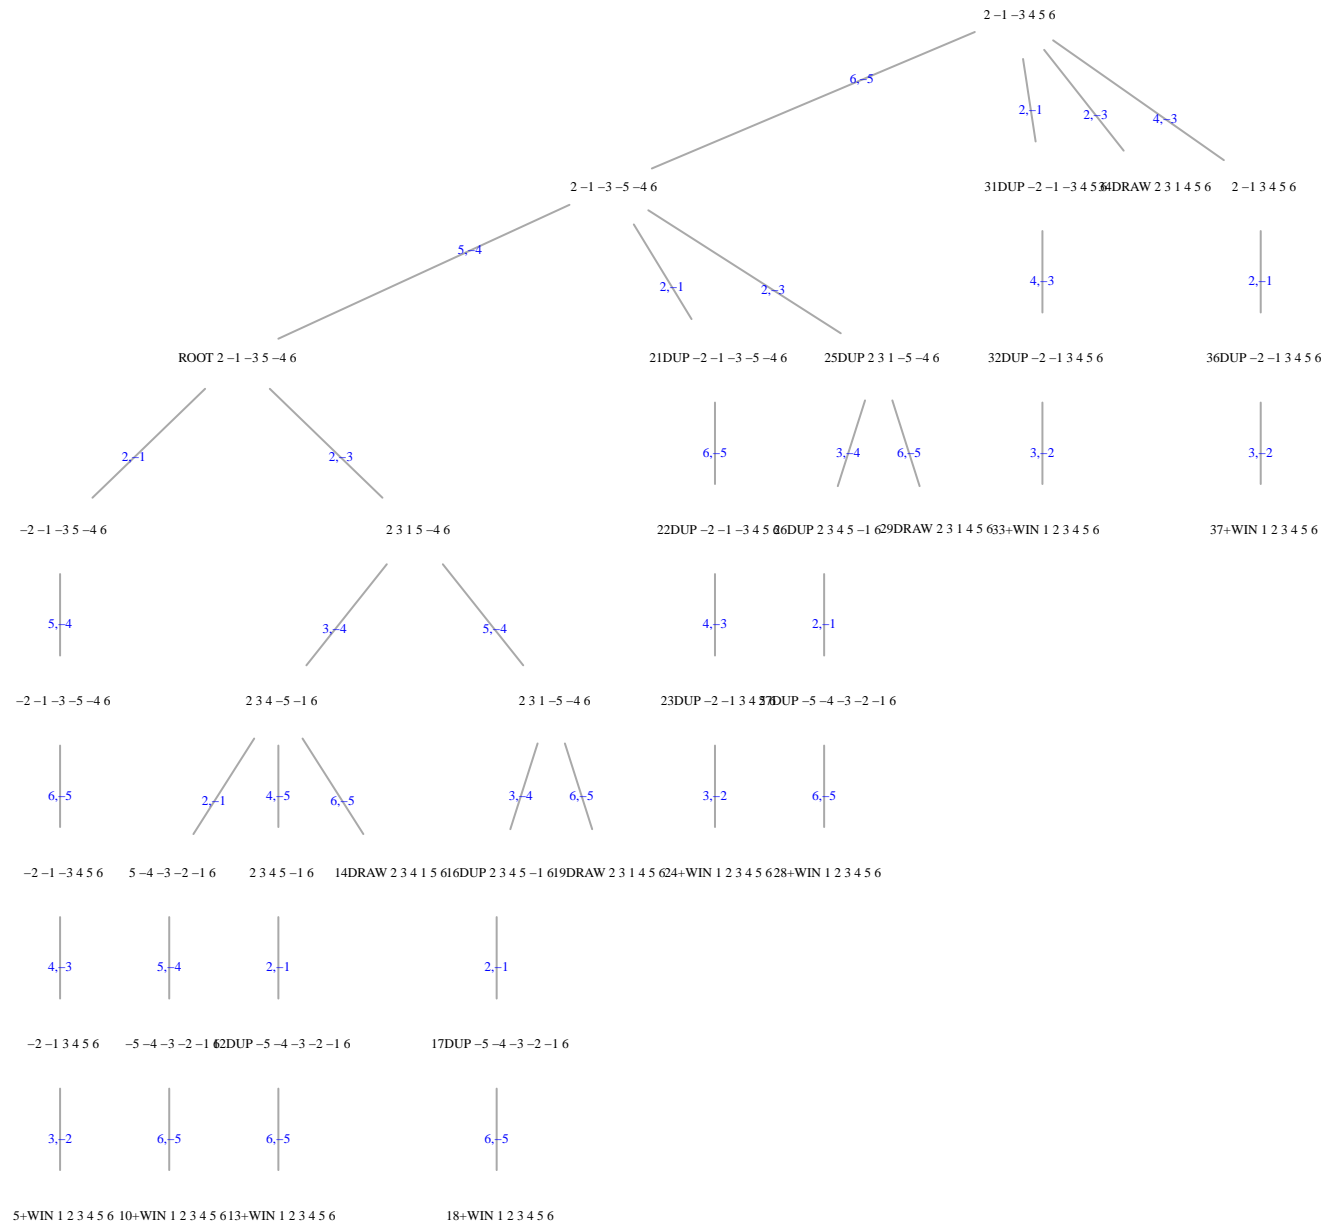 2 −1 −3 4 5 6
6,−5
2,−1
2,−3
4,−3
2 −1 −3 −5 −4 6
31DUP −2 −1 −3 4 5 6
34DRAW 2 3 1 4 5 6
2 −1 3 4 5 6
5,−4
2,−1
2,−3
4,−3
2,−1
ROOT 2 −1 −3 5 −4 6
21DUP −2 −1 −3 −5 −4 6
25DUP 2 3 1 −5 −4 6
32DUP −2 −1 3 4 5 6
36DUP −2 −1 3 4 5 6
2,−1
2,−3
6,−5
3,−4
6,−5
3,−2
3,−2
−2 −1 −3 5 −4 6
2 3 1 5 −4 6
22DUP −2 −1 −3 4 5 6
26DUP 2 3 4 5 −1 6
29DRAW 2 3 1 4 5 6
33+WIN 1 2 3 4 5 6
37+WIN 1 2 3 4 5 6
5,−4
3,−4
5,−4
4,−3
2,−1
−2 −1 −3 −5 −4 6
2 3 4 −5 −1 6
2 3 1 −5 −4 6
23DUP −2 −1 3 4 5 6
27DUP −5 −4 −3 −2 −1 6
6,−5
2,−1
4,−5
6,−5
3,−4
6,−5
3,−2
6,−5
−2 −1 −3 4 5 6
5 −4 −3 −2 −1 6
2 3 4 5 −1 6
14DRAW 2 3 4 1 5 6
16DUP 2 3 4 5 −1 6
19DRAW 2 3 1 4 5 6
24+WIN 1 2 3 4 5 6
28+WIN 1 2 3 4 5 6
4,−3
5,−4
2,−1
2,−1
−2 −1 3 4 5 6
−5 −4 −3 −2 −1 6
12DUP −5 −4 −3 −2 −1 6
17DUP −5 −4 −3 −2 −1 6
3,−2
6,−5
6,−5
6,−5
5+WIN 1 2 3 4 5 6
10+WIN 1 2 3 4 5 6
13+WIN 1 2 3 4 5 6
18+WIN 1 2 3 4 5 6